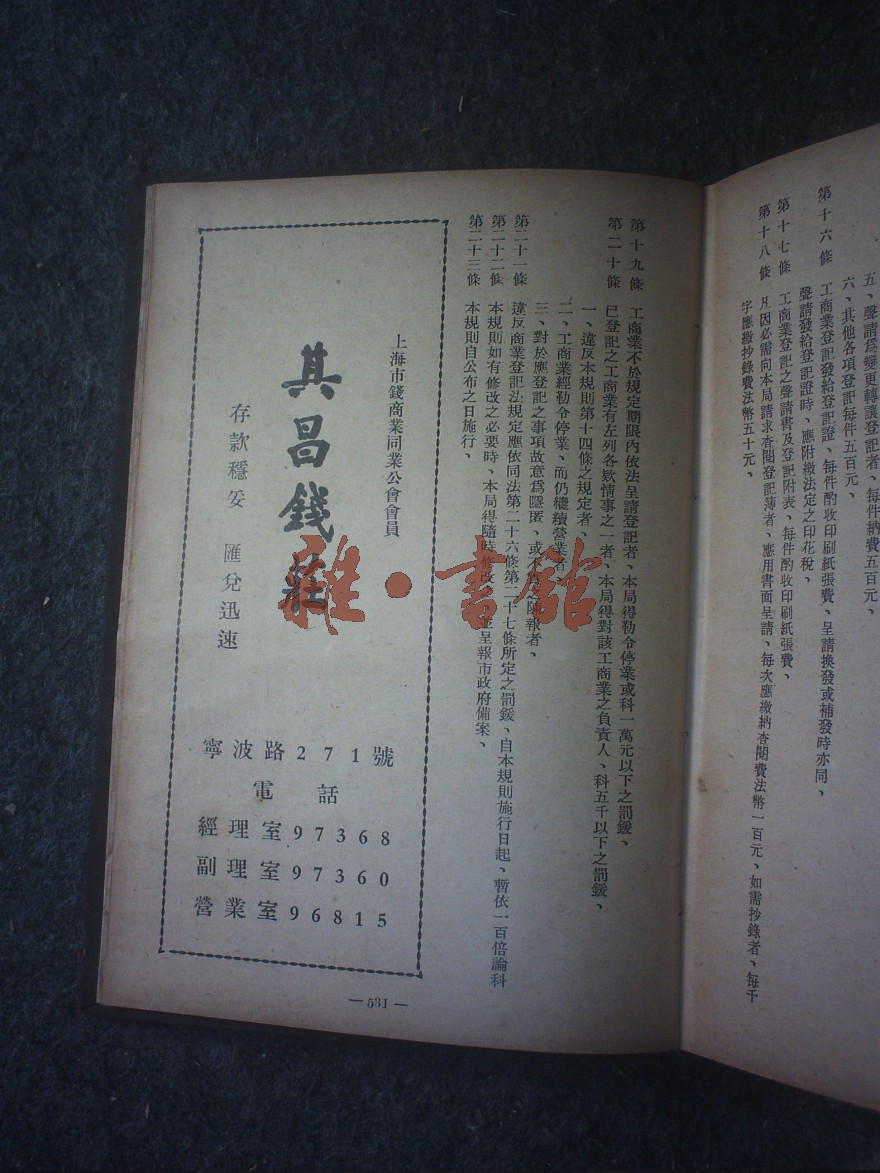 五、聲請為變更轉讓登記者、每件納費五百元、
六、其他各項登記每件五百元、
第十六條 工商業登記發給登記證、每件酌收印刷紙張費、呈請換發或補發時亦同、
聲請發給登記證時、應附繳法定之印花稅、
第十七條 工商業登記之聲請書及登記附表、每件酌收印刷紙張費、
第十八條 凡因必需向本局請求查閱登記簿者、應用書面呈請、每次應繳納查閱費法幣一百元、如需抄錄者、每千
字應繳抄錄費法幣五十元、
第十九條 工商業不於規定期限內依法呈請登記者、本局得勒令停業或科一萬元以下之罰鍰、
第二十條 已登記之工商業有左列各欵情事之一者、本局得對該工商業之負責人、科五千以下之罰鍰、
一、違反本規則第十四條之規定者、
二、工商業經勒令停業、而仍繼續營業者
三、對於應登記之事項故意為隱匿、或不為之陳報者、
第二十一條 違反商業登記法規定應依同法第二十六條第二十七條所定之罰鍰、自本規則施行日起、暫依一百倍論科
第二十二條 本規則如有修改之必要時、本局得隨時修改、並呈報市政府備案、
第二十三條 本規則自公布之日施行、
上海市錢商業同業公會會員
其昌錢莊
存款穩妥 匯兌迅速
寧波路271號
電話
經理室97368
副理室97360
營業室96815
— 531 —
雜·書館